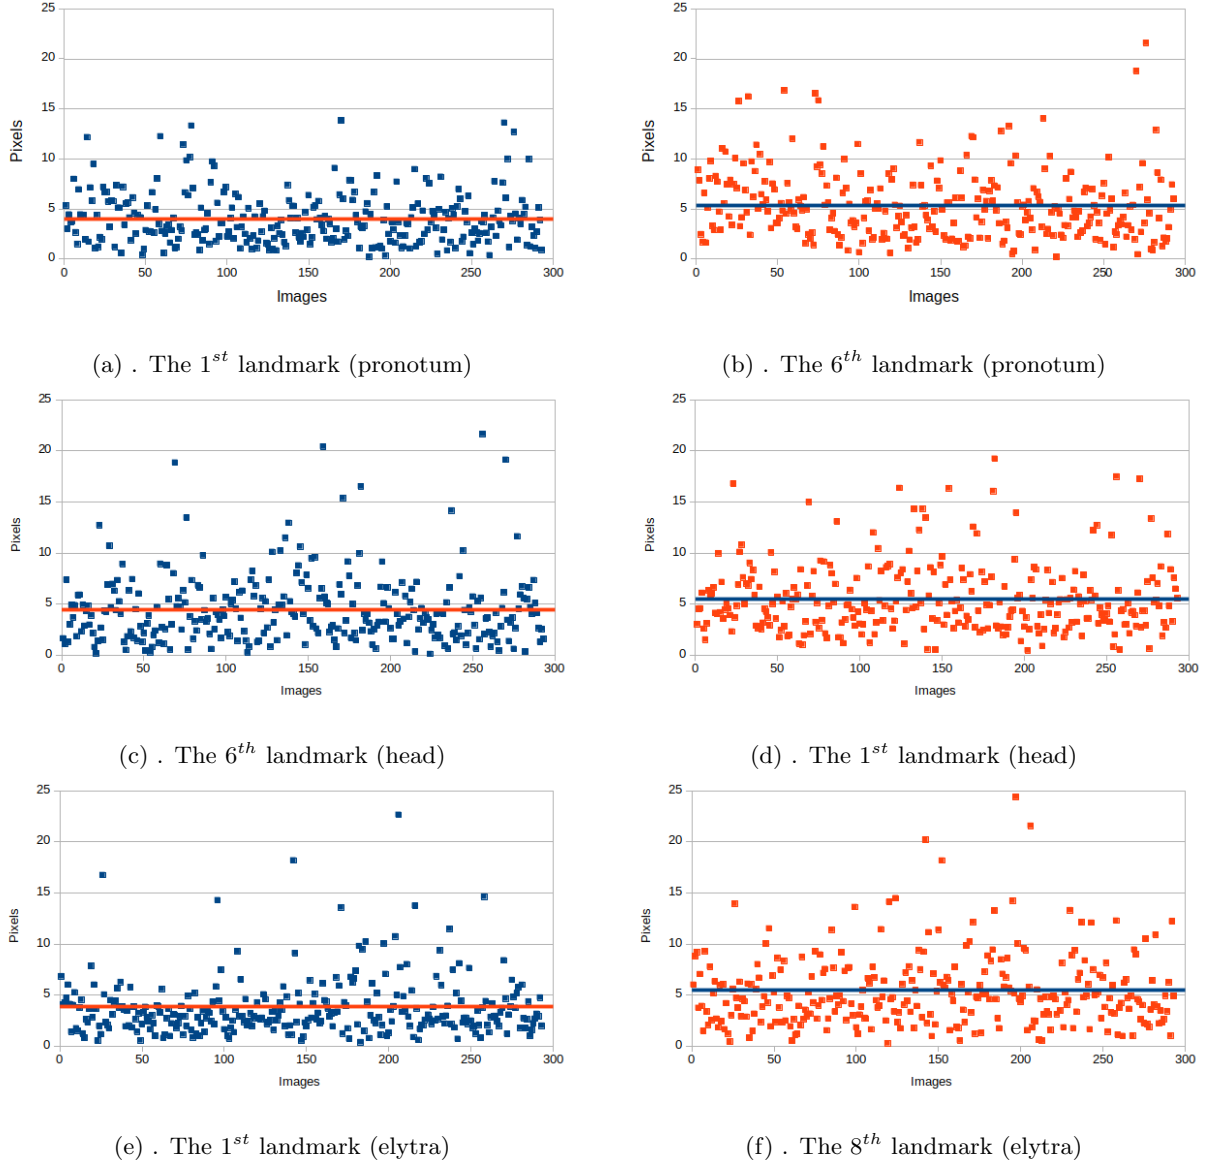 25
20
15
10
5
0
Pixels
0 50 100 150 200 250 300
Images
25
20
15
10
5
0
Pixels
0 50 100 150 200 250 300
Images
(a) . The 1st landmark (pronotum)
(b) . The 6th landmark (pronotum)
25
20
15
10
5
0
Pixels
0 50 100 150 200 250 300
Images
25
20
15
10
5
0
Pixels
0 50 100 150 200 250 300
Images
(c) . The 6th landmark (head)
(d) . The 1st landmark (head)
25
20
15
10
5
0
Pixels
0 50 100 150 200 250 300
Images
25
20
15
10
5
0
Pixels
0 50 100 150 200 250 300
Images
(e) . The 1st landmark (elytra)
(f) . The 8th landmark (elytra)